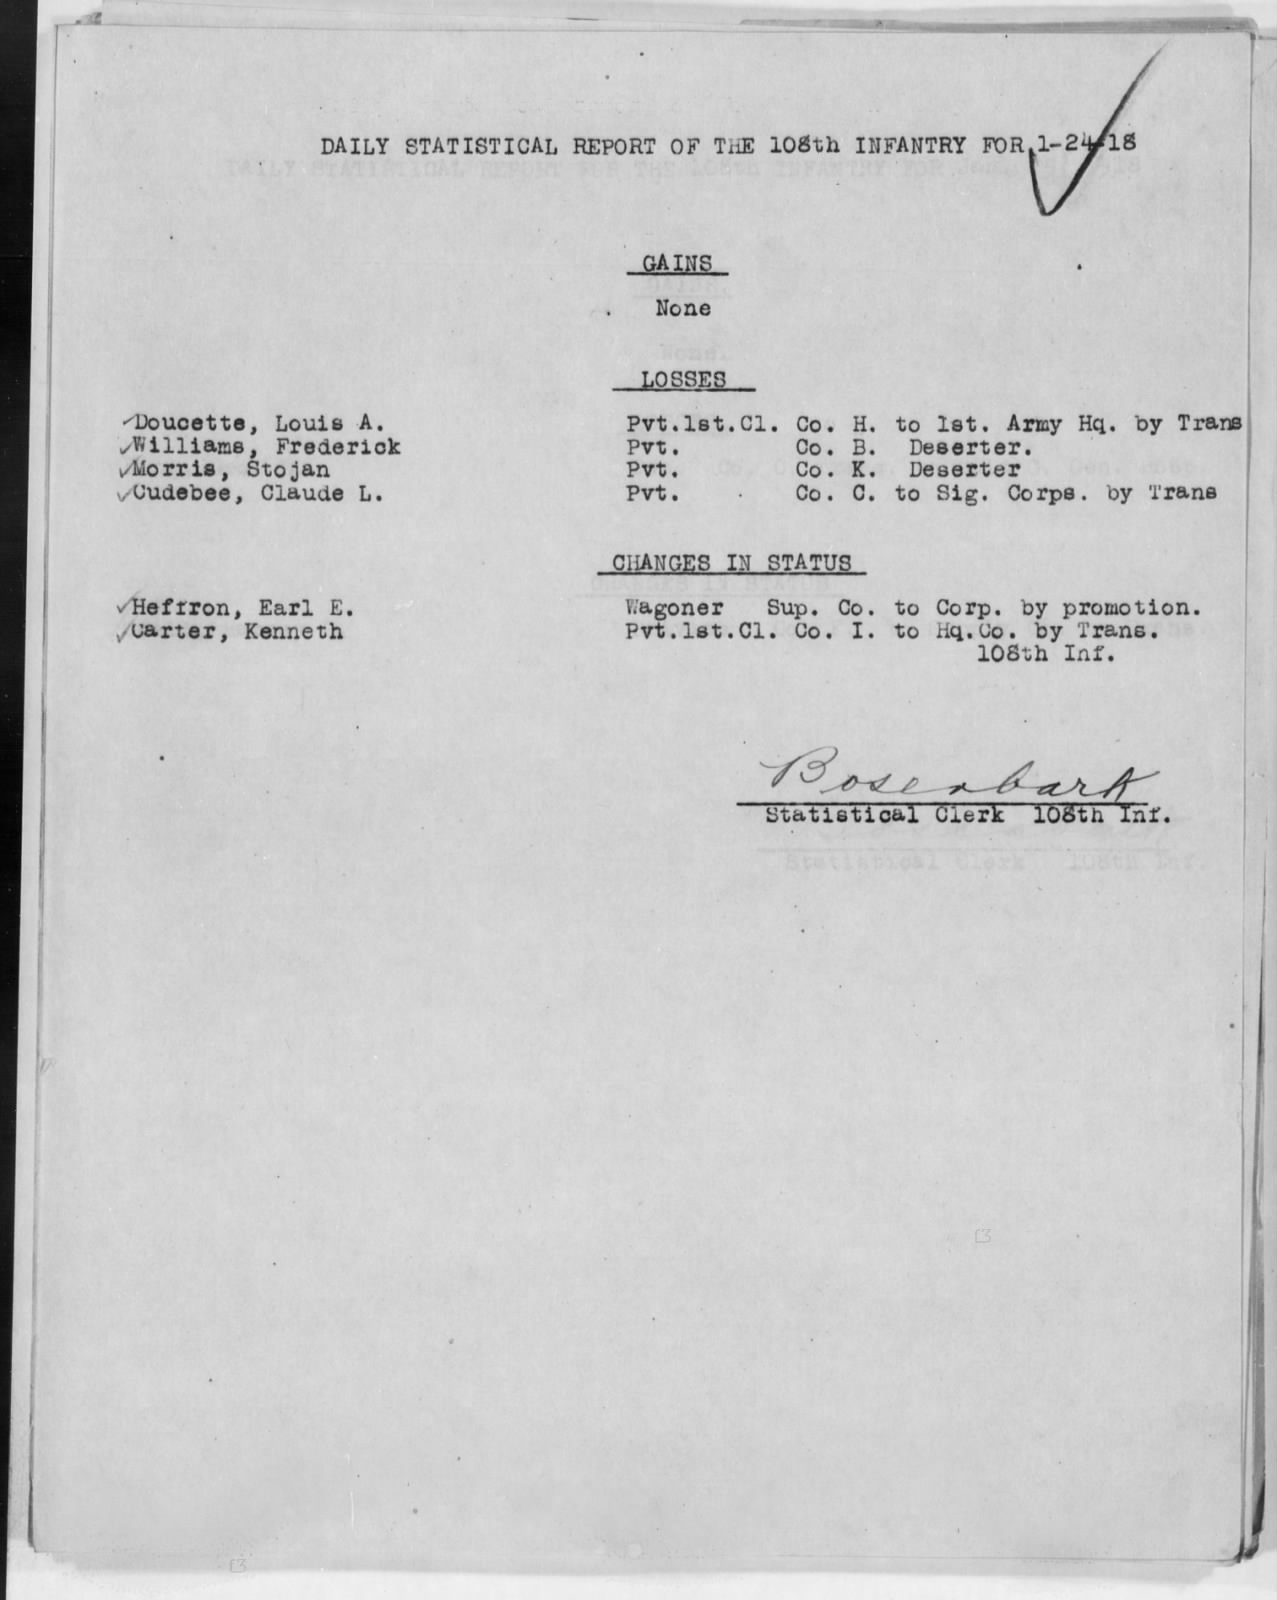 DAILY STATISTICAL REPORT OF THE 108th INFANTRY FOR 1-24-18
GAINS
None
LOSSES
Doucette, Louis A. Pvt.1st.Cl. Co. H. to 1st. Army Hq. by Trans
Williams, Frederick Pvt. Co. B. Deserter.
Morris, Stojan Pvt. Co. K. Deserter
Cudebee, Claude L. Pvt. Co. C. to Sig. Corps. by Trans
CHANGES IN STATUS
Heffron, Earl E. Wagoner Sup. Co. to Corp. by promotion.
Carter, Kenneth Pvt.1st.Cl. Co. I. to Hq.Co. by Trans.
108th Inf.
Bosenbark
Statistical Clerk 108th Inf.